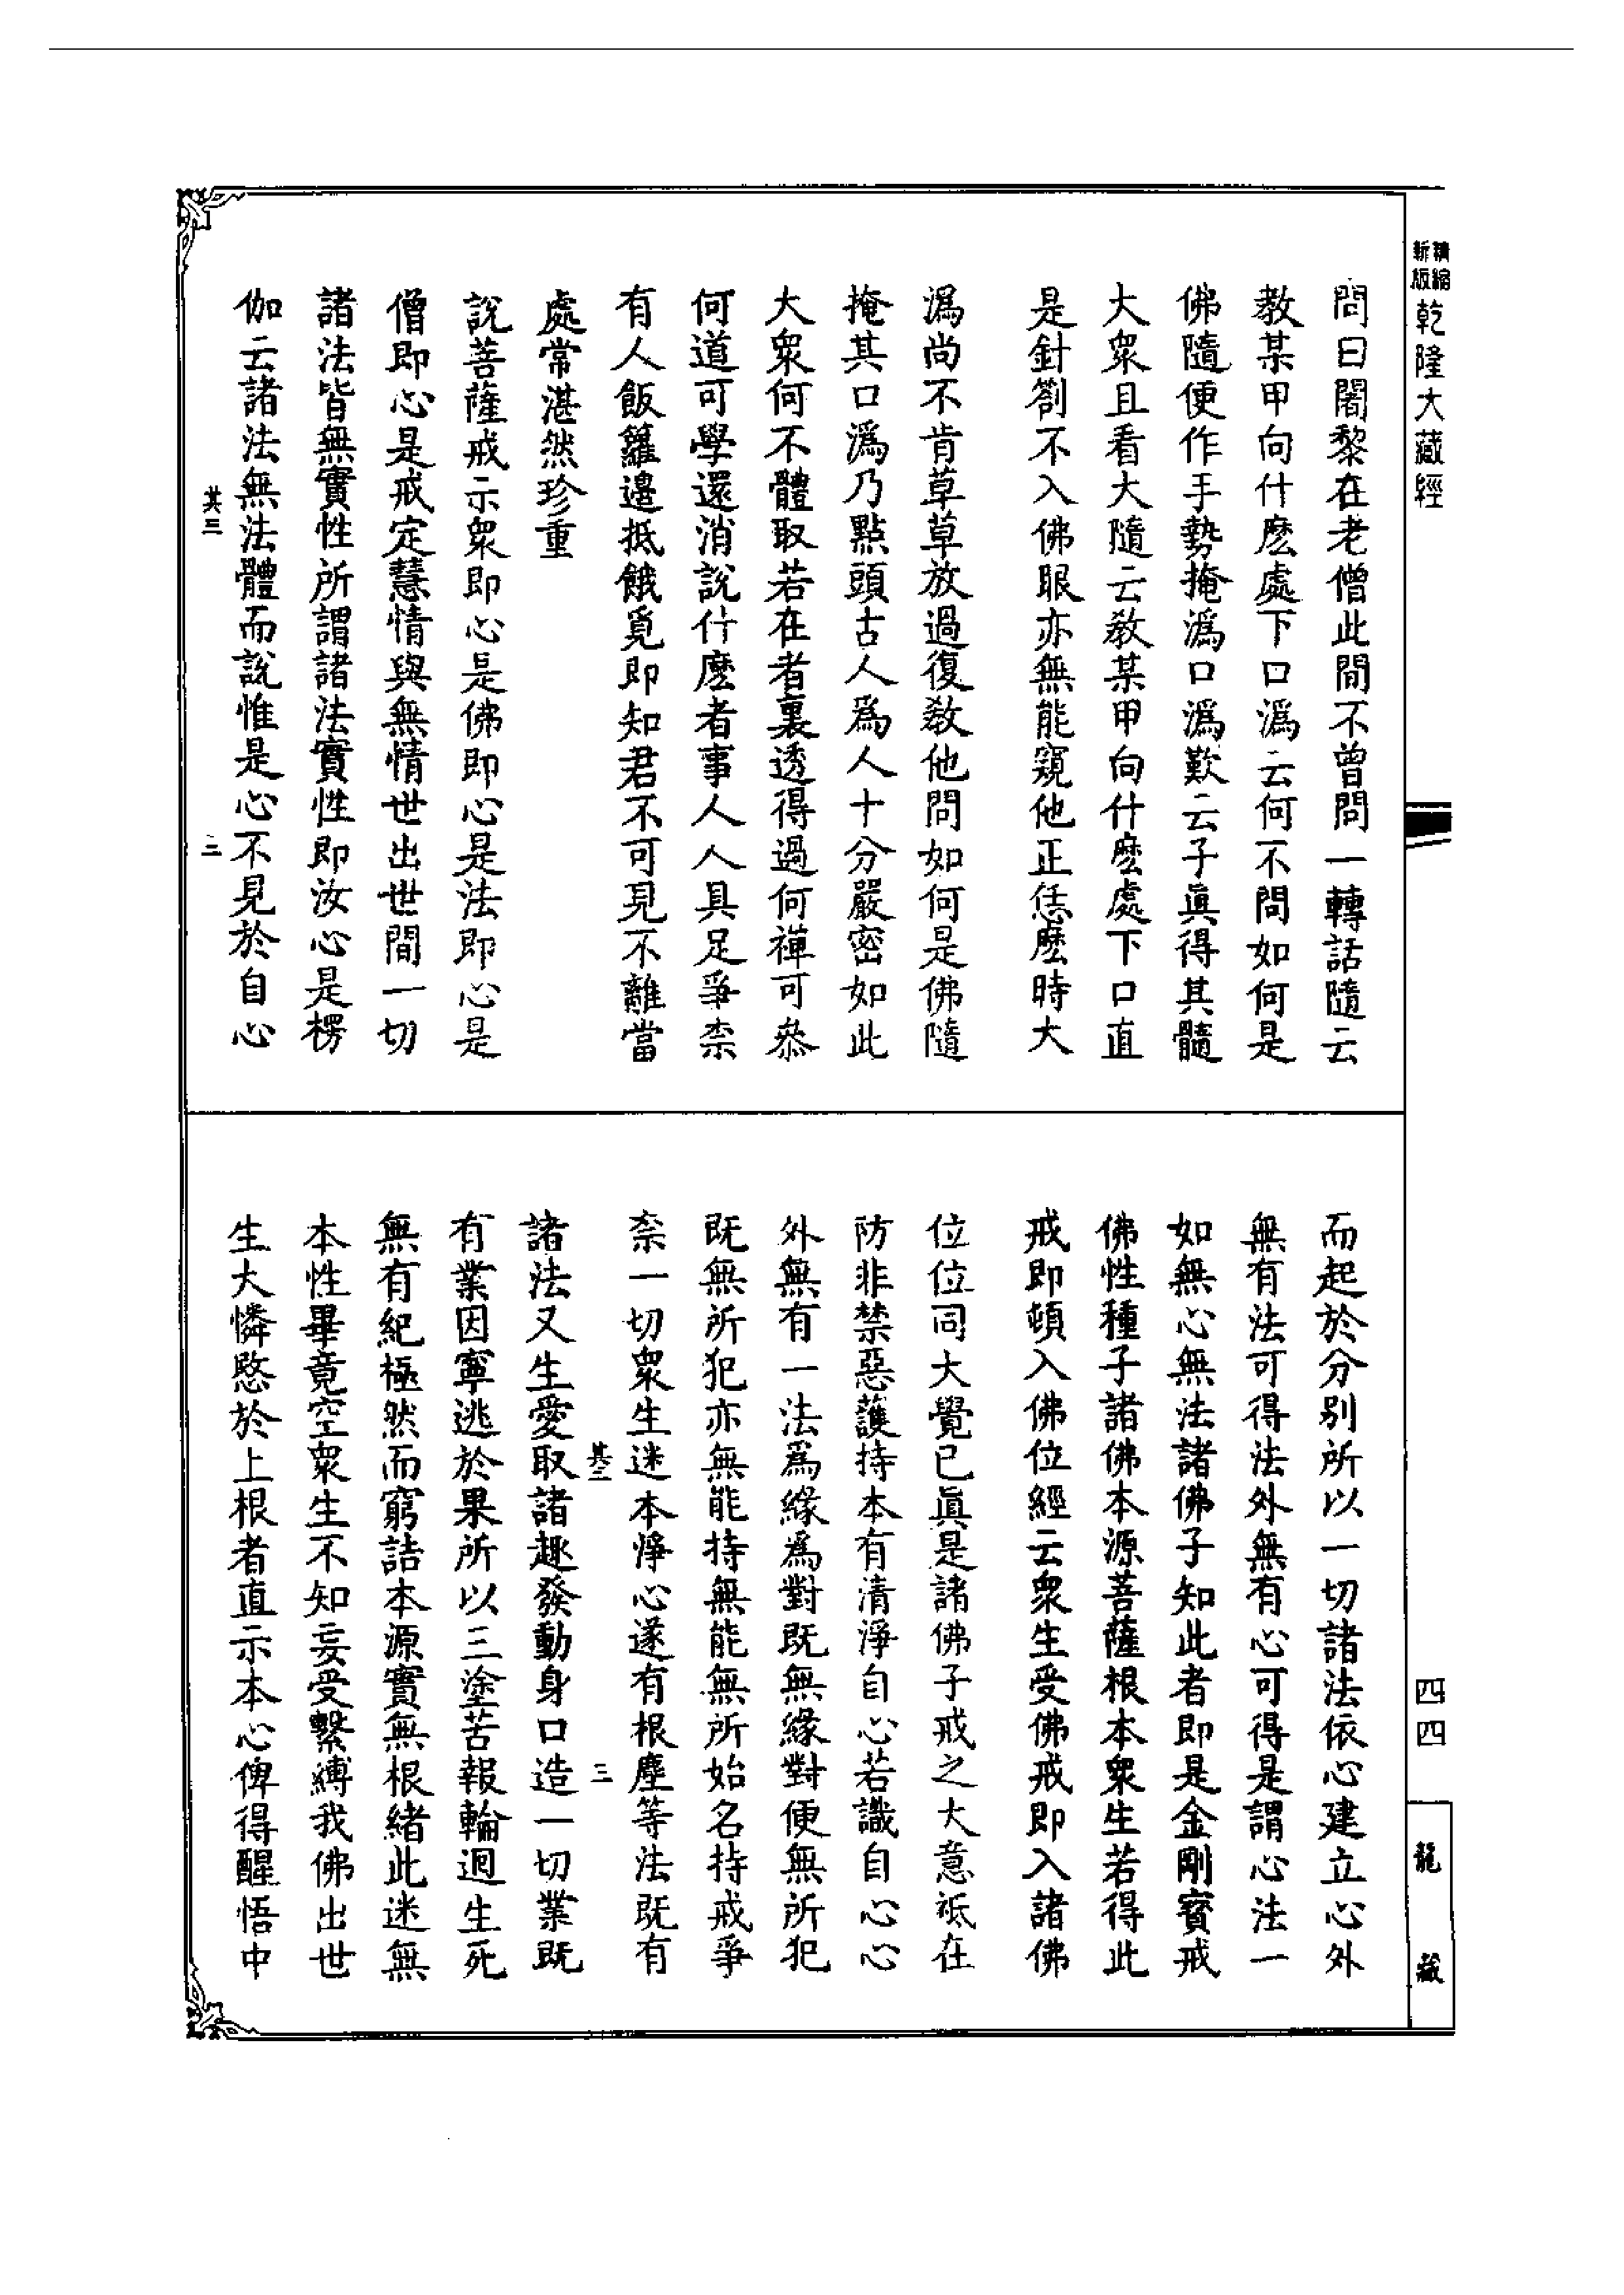 精縮新版乾隆大藏經
問曰闍黎在老僧此間不曾問一轉話隨云
教某甲向什麽處下口溈云何不問如何是
佛隨便作手勢掩溈口溈歎云子眞得其髓
大衆且看大隨云教某甲向什麽處下口直
是針劄不入佛眼亦無能窺他正恁麽時大
溈尚不肯草草放過復敎他問如何是佛隨
掩其口溈乃點頭古人爲人十分嚴密如此
大衆何不體取若在者裏透得過何禪可叅
何道可學還消說什麽者事人人具足爭柰
有人飯籮邉抵餓覓即知君不可見不離當
處常湛然珍重
說菩薩戒示衆即心是佛即心是法即心是
僧即心是戒定慧情與無情世出世間一切
諸法皆無實性所謂諸法實性即汝心是楞
伽云諸法無法體而說惟是心不見於自心
其三
二
而起於分别所以一切諸法依心建立心外
無有法可得法外無有心可得是謂心法一
如無心無法諸佛子知此者即是金剛寳戒
佛性種子諸佛本源菩薩根本衆生若得此
戒即頓入佛位經云衆生受佛戒即入諸佛
位位同大覺已眞是諸佛子戒之大意祇在
防非禁惡護持本有清淨自心若識自心心
外無有一法爲緣爲對既無緣對便無所犯
既無所犯亦無能持無能無所始名持戒爭
柰一切衆生迷本淨心遂有根塵等法既有
其三
三
諸法又生愛取諸趣發動身口造一切業既
有業因寧逃於果所以三塗苦報輪迴生死
無有紀極然而窮詰本源實無根緒此迷無
本性畢竟空衆生不知妄受繫縛我佛出世
生大憐愍於上根者直示本心俾得醒悟中
四四
龍藏